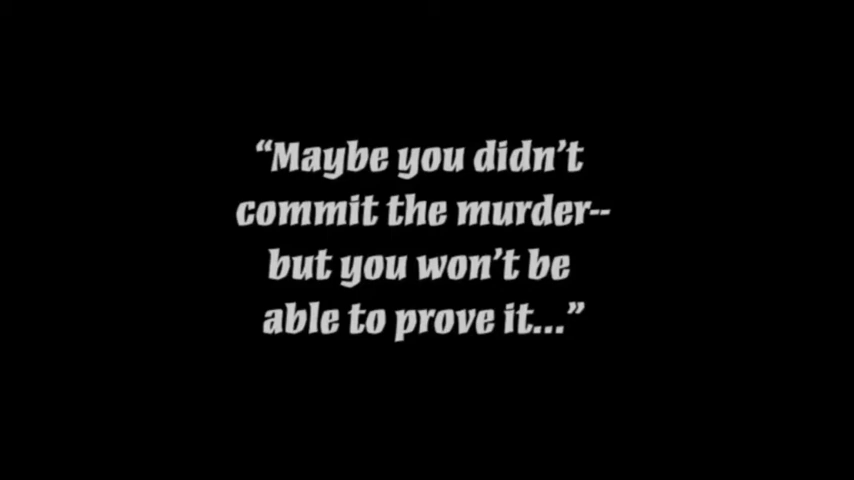 “Maybe you didn’t
commit the murder--
but you won’t be
able to prove it...”